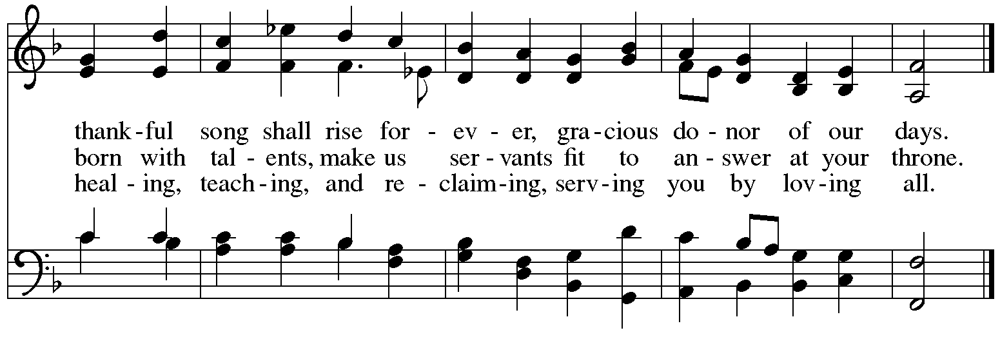 thank - ful song shall rise for - ev - er, gra - cious do - nor of our days.
born with tal - ents, make us ser - vants fit to an - swer at your throne.
heal - ing, teach - ing, and re - claim - ing, serv - ing you by lov - ing all.